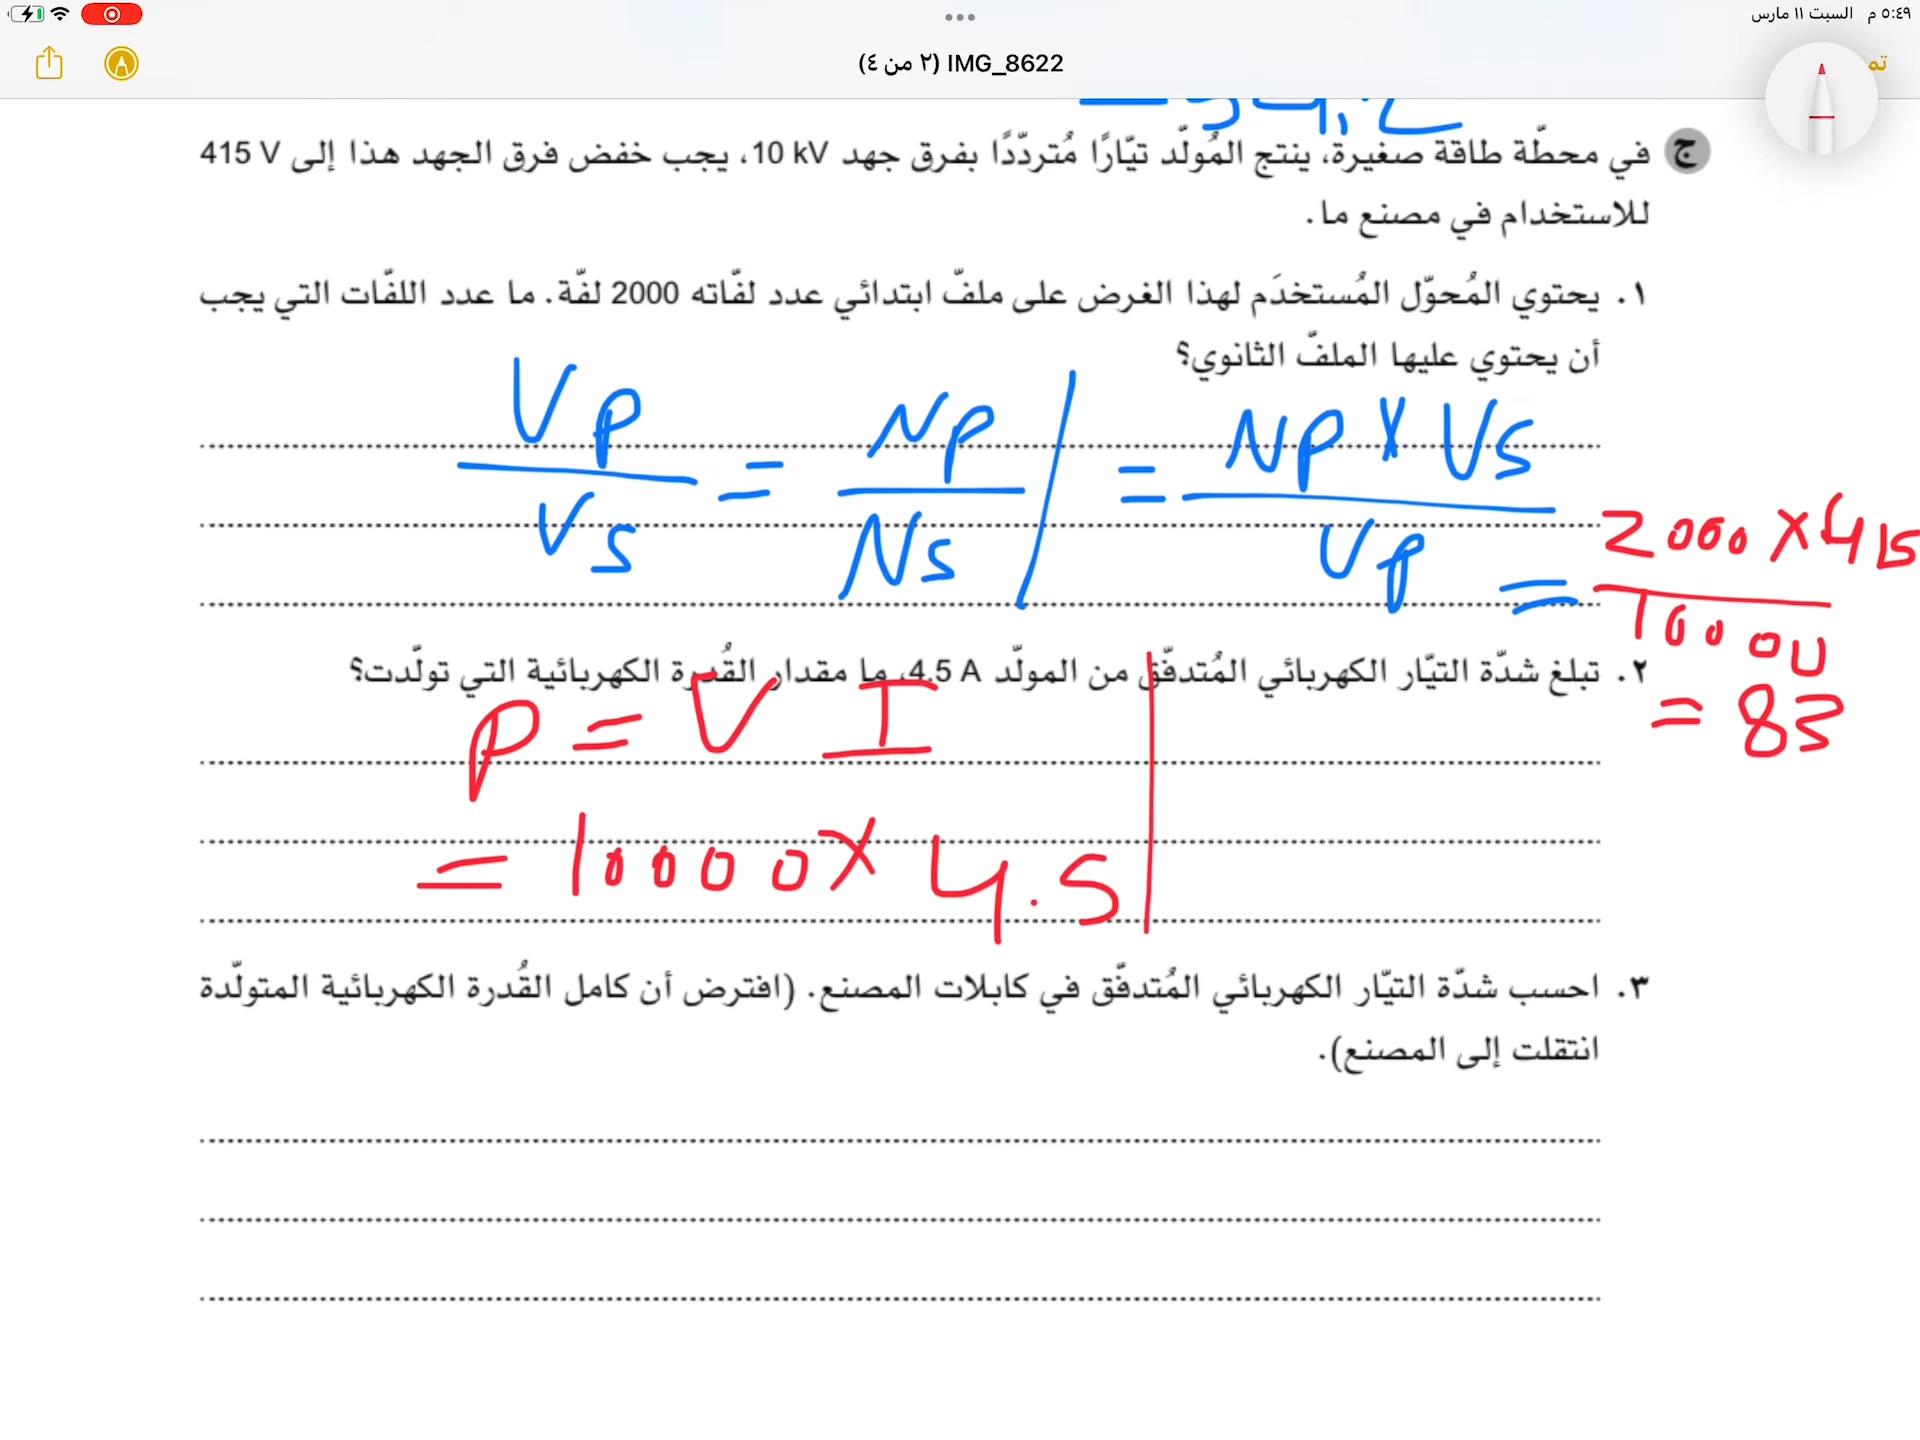 ٥:٤٩ م السبت ١١ مارس
IMG_8622 (٢ من ٤)
تم
ج في محطّة طاقة صغيرة، ينتج المُولّد تيّارًا مُتردّدًا بفرق جهد 10 kV، يجب خفض فرق الجهد هذا إلى 415 V
للاستخدام في مصنع ما.
١. يحتوي المُحوّل المُستخدَم لهذا الغرض على ملفّ ابتدائي عدد لفّاته 2000 لفّة. ما عدد اللفّات التي يجب
أن يحتوي عليها الملفّ الثانوي؟
Vp / Vs = Np / Ns | = Np x Vs / Vp = 2000 x 415 / 10000
= 83
٢. تبلغ شدّة التيّار الكهربائي المُتدفّق من المولّد 4.5 A، ما مقدار القُدرة الكهربائية التي تولّدت؟
P = V I
= 10000 x 4.5
٣. احسب شدّة التيّار الكهربائي المُتدفّق في كابلات المصنع. (افترض أن كامل القُدرة الكهربائية المتولّدة
انتقلت إلى المصنع).